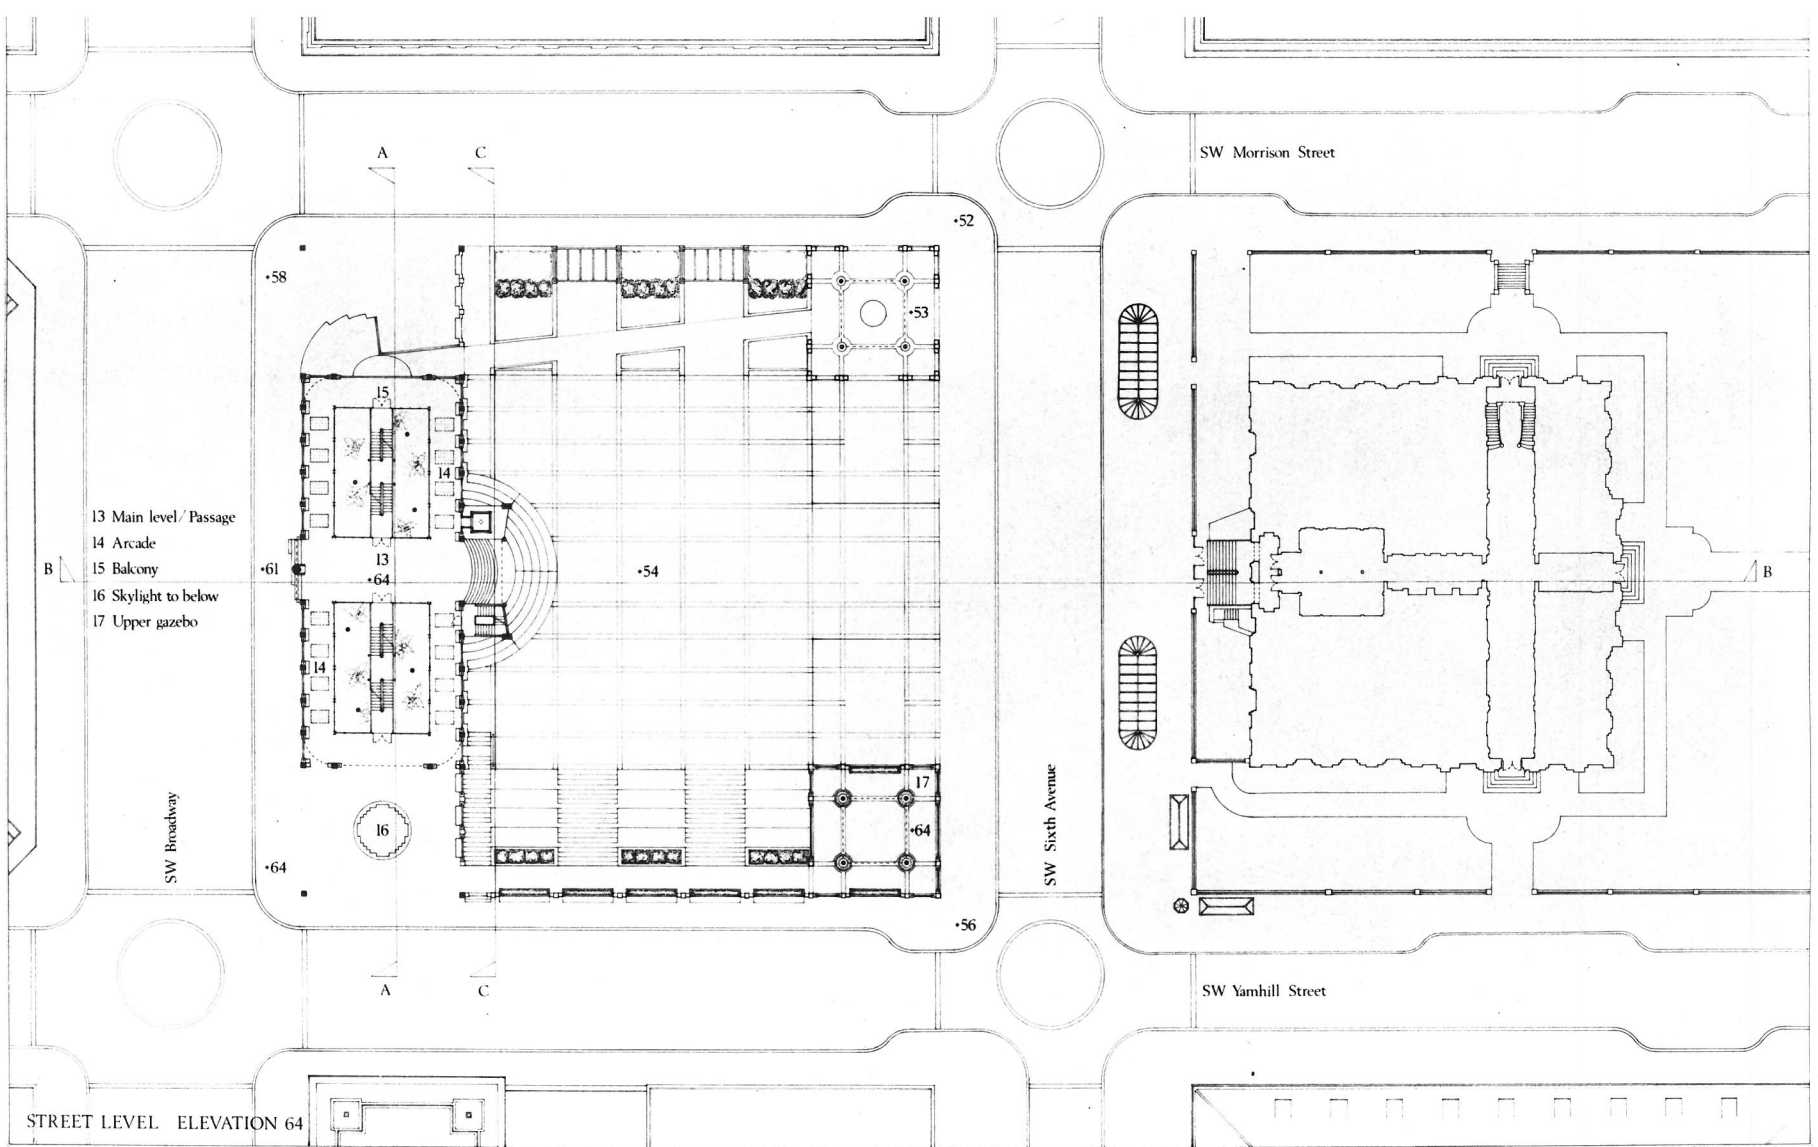 A
C
SW Morrison Street
+52
+58
+53
15
14
13 Main level/Passage
14 Arcade
15 Balcony
16 Skylight to below
17 Upper gazebo
B
+61
13
+64
+54
B
14
17
16
+64
+64
SW Broadway
SW Sixth Avenue
+56
A
C
SW Yamhill Street
STREET LEVEL ELEVATION 64